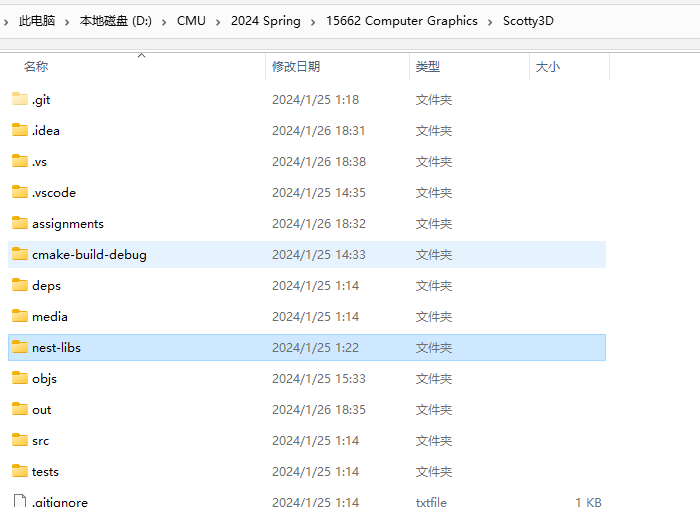 此电脑 › 本地磁盘 (D:) › CMU › 2024 Spring › 15662 Computer Graphics › Scotty3D
名称 修改日期 类型 大小
.git 2024/1/25 1:18 文件夹
.idea 2024/1/26 18:31 文件夹
.vs 2024/1/26 18:38 文件夹
.vscode 2024/1/25 14:35 文件夹
assignments 2024/1/26 18:32 文件夹
cmake-build-debug 2024/1/25 14:33 文件夹
deps 2024/1/25 1:14 文件夹
media 2024/1/25 1:14 文件夹
nest-libs 2024/1/25 1:22 文件夹
objs 2024/1/25 15:33 文件夹
out 2024/1/26 18:35 文件夹
src 2024/1/25 1:14 文件夹
tests 2024/1/25 1:14 文件夹
.gitignore 2024/1/25 1:14 txtfile 1 KB